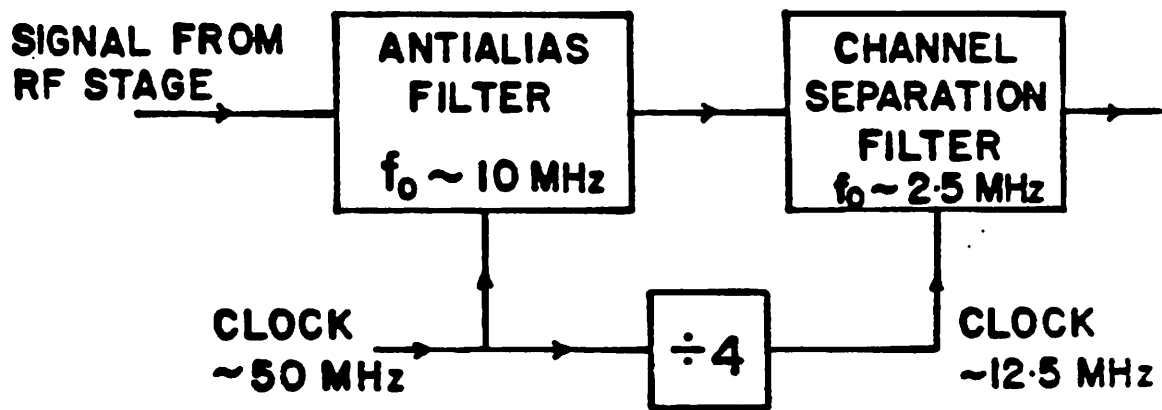 SIGNAL FROM
RF STAGE
ANTIALIAS
FILTER
f₀ ~ 10 MHz
CHANNEL
SEPARATION
FILTER
f₀ ~ 2·5 MHz
CLOCK
~50 MHz
÷4
CLOCK
~12·5 MHz